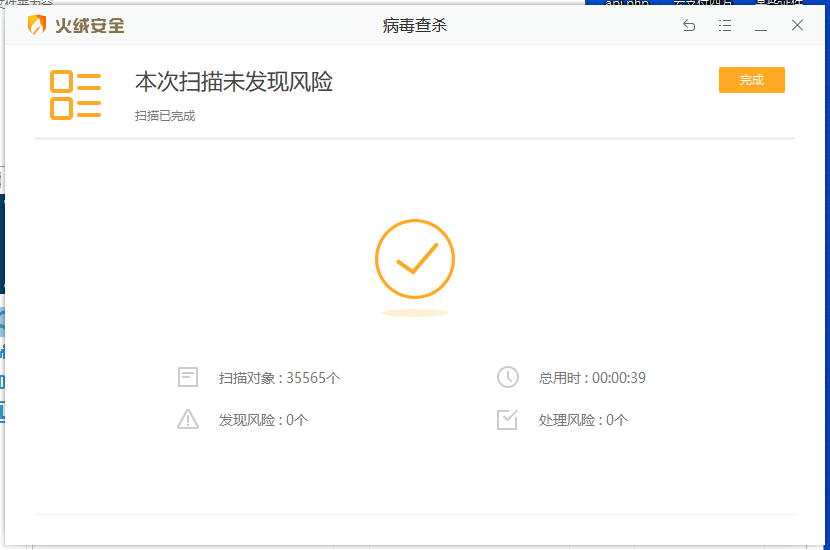 火绒安全
病毒查杀
本次扫描未发现风险
完成
扫描已完成
扫描对象 : 35565个
总用时 : 00:00:39
发现风险 : 0个
处理风险 : 0个